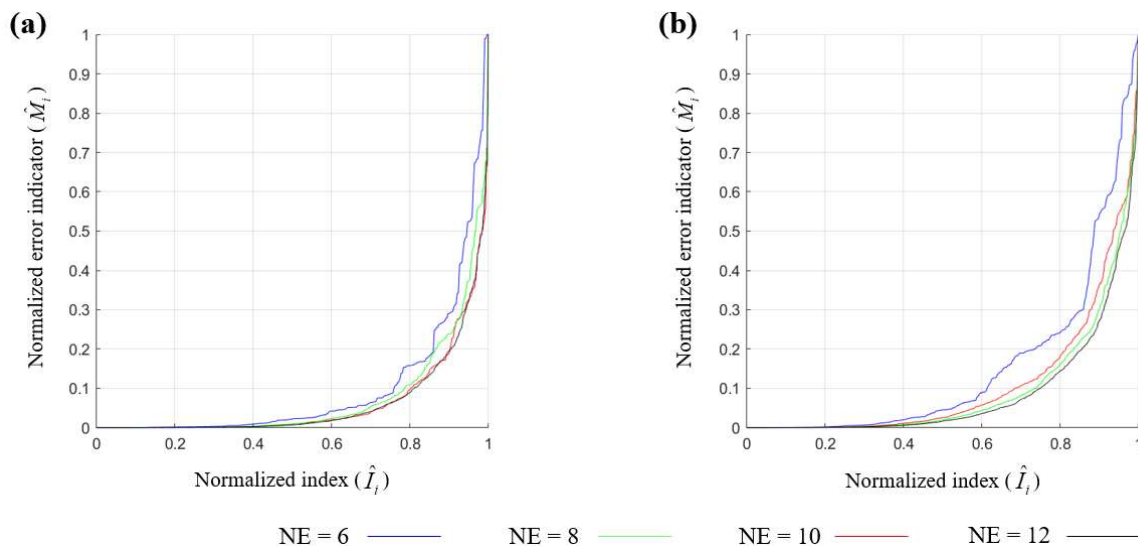 (a)
Normalized error indicator ( M̂ᵢ )
1
0.9
0.8
0.7
0.6
0.5
0.4
0.3
0.2
0.1
0
0 0.2 0.4 0.6 0.8 1
Normalized index ( Îᵢ )
(b)
Normalized error indicator ( M̂ᵢ )
1
0.9
0.8
0.7
0.6
0.5
0.4
0.3
0.2
0.1
0
0 0.2 0.4 0.6 0.8 1
Normalized index ( Îᵢ )
NE = 6 NE = 8 NE = 10 NE = 12